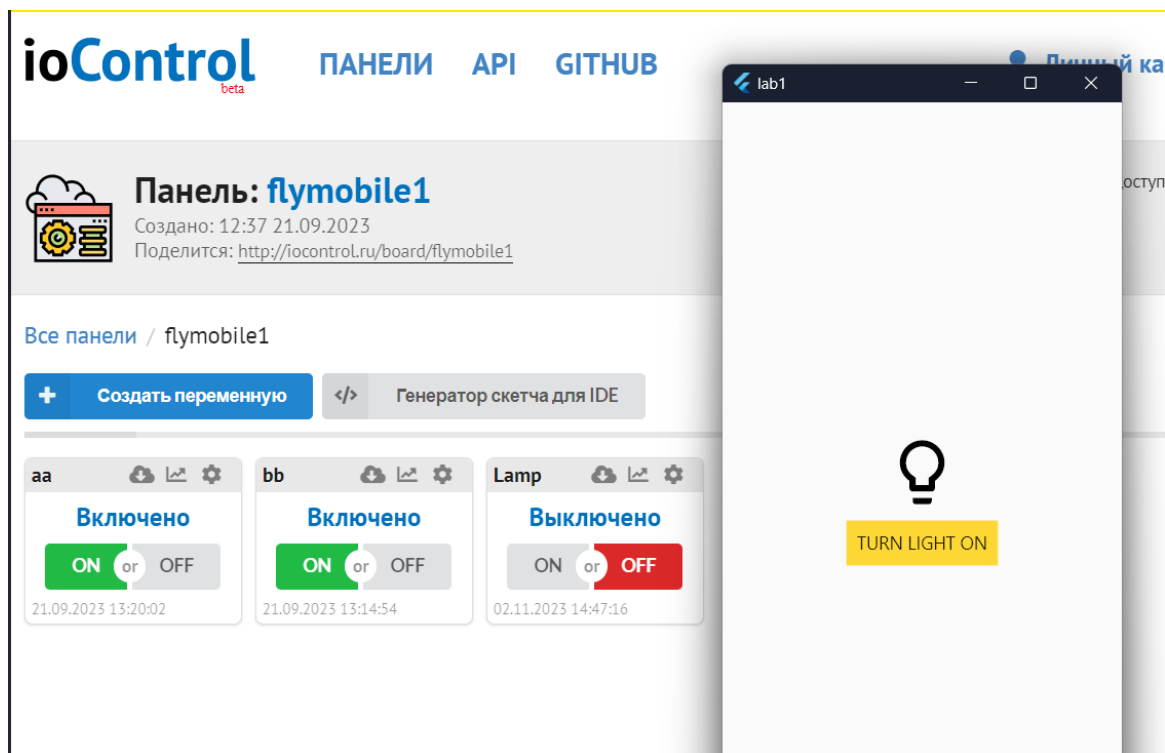 ioControl
beta
ПАНЕЛИ API GITHUB
Личный ка
Панель: flymobile1
Создано: 12:37 21.09.2023
Поделится: http://iocontrol.ru/board/flymobile1
Все панели / flymobile1
+ Создать переменную
</> Генератор скетча для IDE
aa
Включено
ON or OFF
21.09.2023 13:20:02
bb
Включено
ON or OFF
21.09.2023 13:14:54
Lamp
Выключено
ON or OFF
02.11.2023 14:47:16
lab1
TURN LIGHT ON